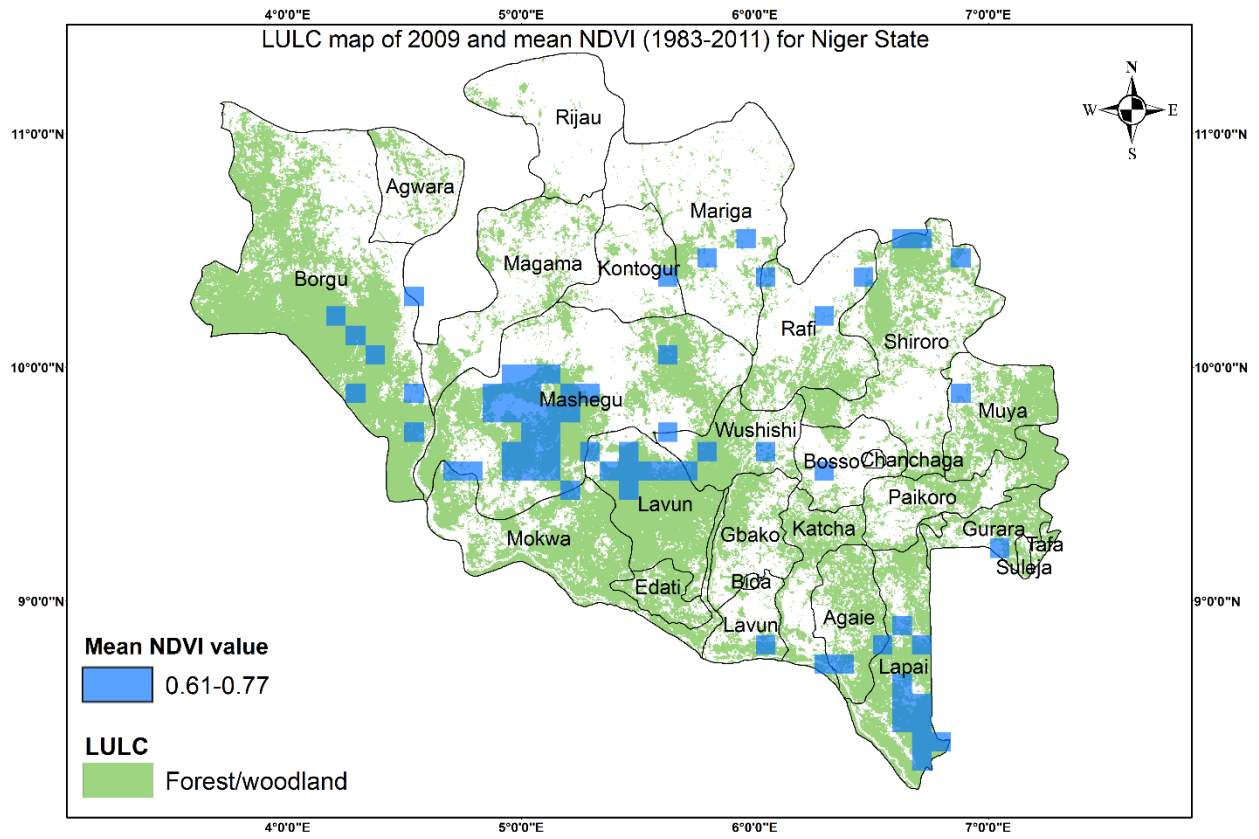 4°0'0"E 5°0'0"E 6°0'0"E 7°0'0"E
LULC map of 2009 and mean NDVI (1983-2011) for Niger State
N
W E
S
11°0'0"N 11°0'0"N
Rijau
Agwara
Mariga
Magama Kontogur
Borgu
Rafi
Shiroro
10°0'0"N 10°0'0"N
Mashegu
Muya
Wushishi
Bosso Chanchaga
Lavun
Paikoro
Mokwa Gbako Katcha Gurara
Tafa
Suleja
Edati Bida
9°0'0"N 9°0'0"N
Lavun Agaie
Lapai
Mean NDVI value
0.61-0.77
LULC
Forest/woodland
4°0'0"E 5°0'0"E 6°0'0"E 7°0'0"E